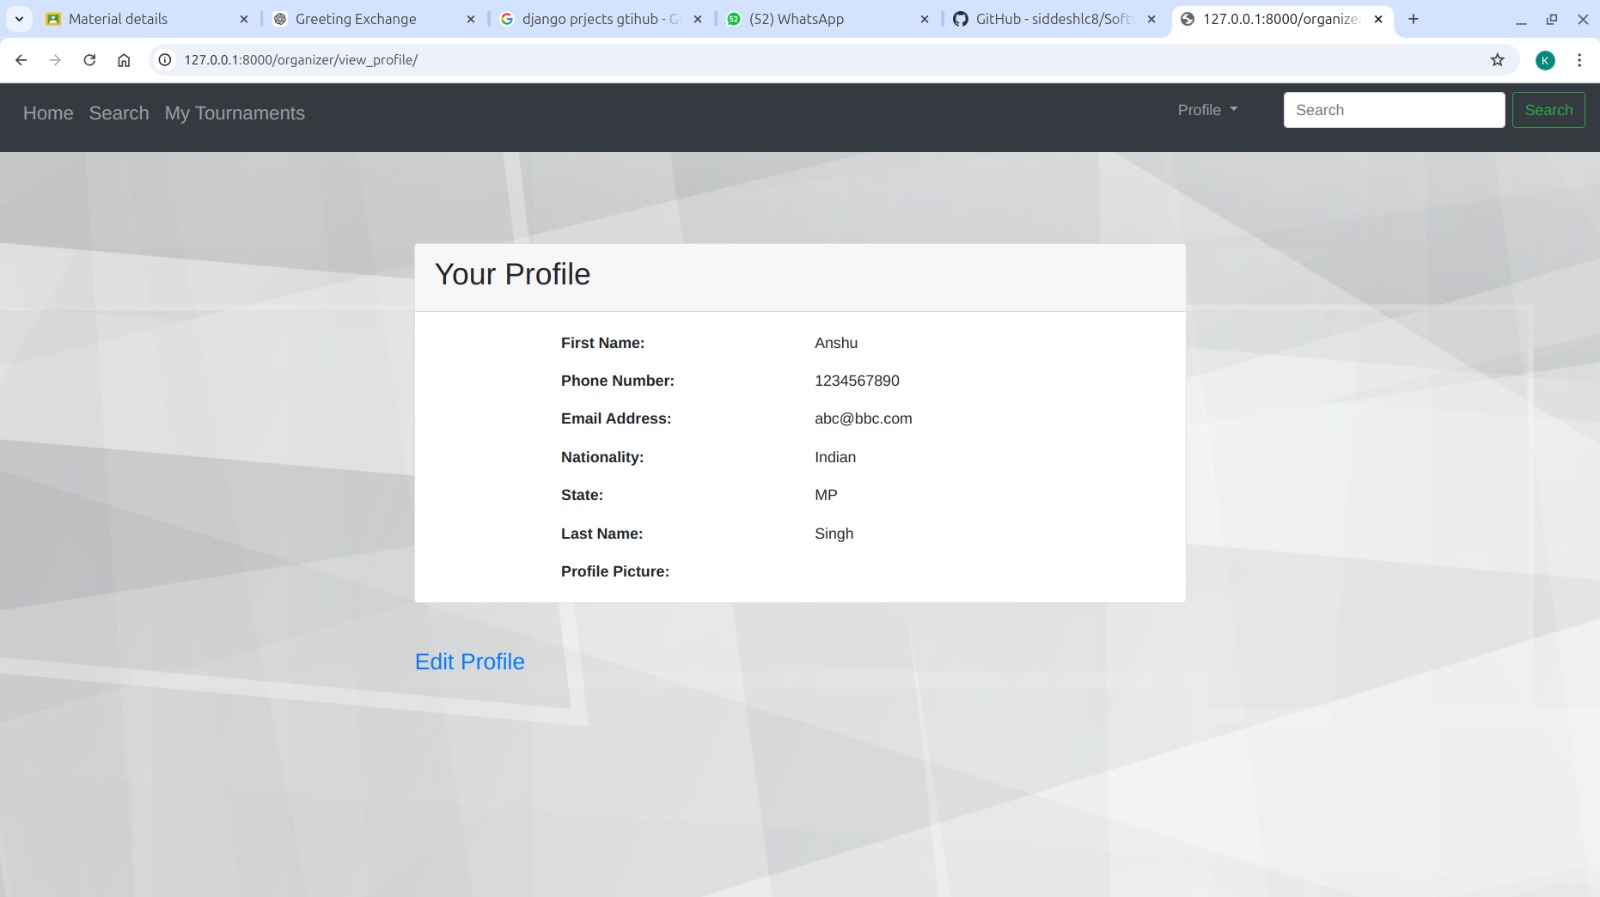 Material details
Greeting Exchange
django prjects gtihub - G
(52) WhatsApp
GitHub - siddeshlc8/Softw
127.0.0.1:8000/organizer
127.0.0.1:8000/organizer/view_profile/
K
Home Search My Tournaments Profile Search Search
Your Profile
First Name: Anshu
Phone Number: 1234567890
Email Address: abc@bbc.com
Nationality: Indian
State: MP
Last Name: Singh
Profile Picture:
Edit Profile